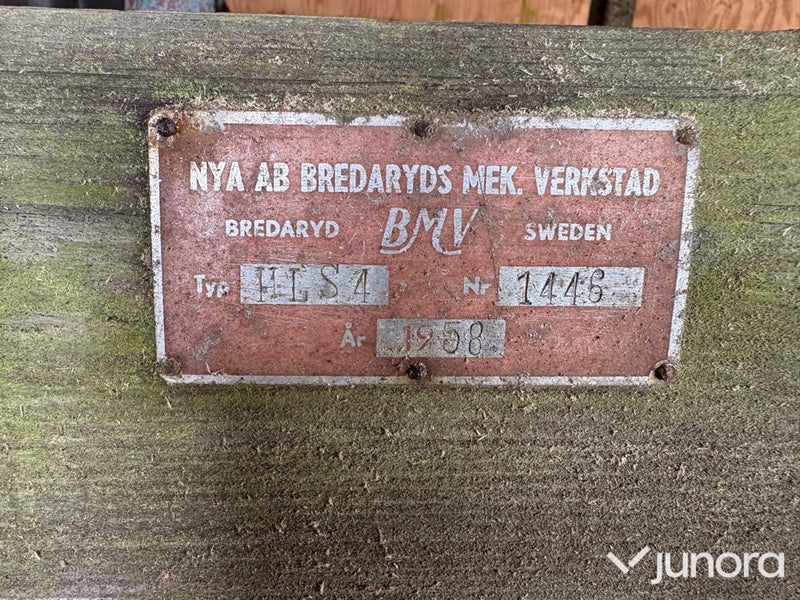 NYA AB BREDARYDS MEK. VERKSTAD
BREDARYD BMV SWEDEN
Typ HLS4 Nr 1446
År 1958
junora